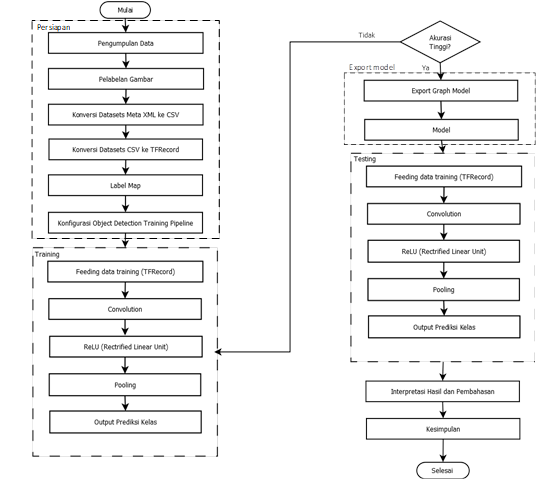 Mulai
Persiapan
Pengumpulan Data
Pelabelan Gambar
Konversi Datasets Meta XML ke CSV
Konversi Datasets CSV ke TFRecord
Label Map
Konfigurasi Object Detection Training Pipeline
Training
Feeding data training (TFRecord)
Convolution
ReLU (Rectrified Linear Unit)
Pooling
Output Prediksi Kelas
Akurasi
Tinggi?
Tidak
Ya
Export model
Export Graph Model
Model
Testing
Feeding data training (TFRecord)
Convolution
ReLU (Rectrified Linear Unit)
Pooling
Output Prediksi Kelas
Interpretasi Hasil dan Pembahasan
Kesimpulan
Selesai